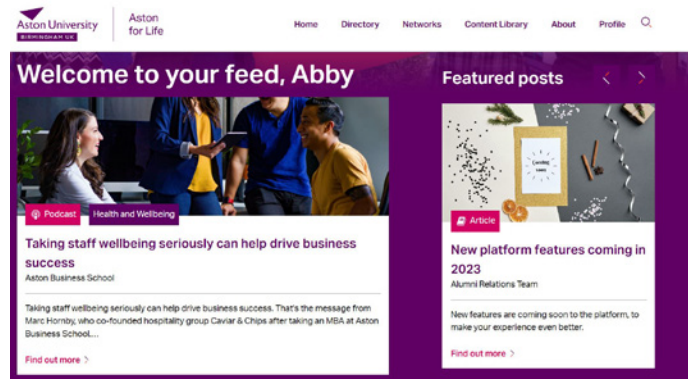 Aston University
BIRMINGHAM UK
Aston
for Life
Home Directory Networks Content Library About Profile
Welcome to your feed, Abby
Podcast Health and Wellbeing
Taking staff wellbeing seriously can help drive business
success
Aston Business School
Taking staff wellbeing seriously can help drive business success. That's the message from
Marc Hornby, who co-founded hospitality group Caviar & Chips after taking an MBA at Aston
Business School....
Find out more
Featured posts
Coming
soon
Article
New platform features coming in
2023
Alumni Relations Team
New features are coming soon to the platform, to
make your experience even better.
Find out more